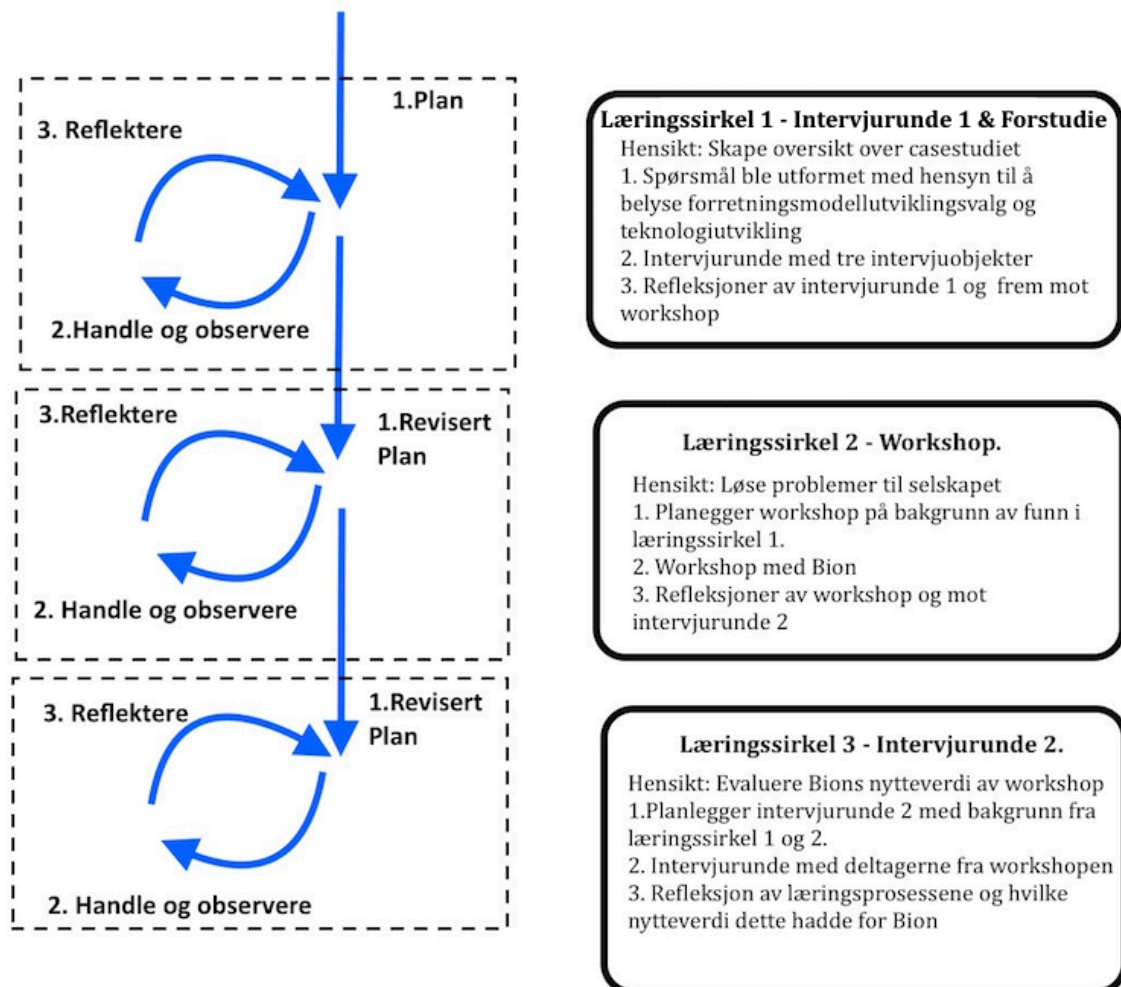 1.Plan
3. Reflektere
2.Handle og observere
Læringssirkel 1 - Intervjurunde 1 & Forstudie
Hensikt: Skape oversikt over casestudiet
1. Spørsmål ble utformet med hensyn til å
belyse forretningsmodellutviklingsvalg og
teknologiutvikling
2. Intervjurunde med tre intervjuobjekter
3. Refleksjoner av intervjurunde 1 og frem mot
workshop
3.Reflektere
1.Revisert
Plan
2. Handle og observere
Læringssirkel 2 - Workshop.
Hensikt: Løse problemer til selskapet
1. Planegger workshop på bakgrunn av funn i
læringssirkel 1.
2. Workshop med Bion
3. Refleksjoner av workshop og mot
intervjurunde 2
3. Reflektere
1.Revisert
Plan
2. Handle og observere
Læringssirkel 3 - Intervjurunde 2.
Hensikt: Evaluere Bions nytteverdi av workshop
1.Planlegger intervjurunde 2 med bakgrunn fra
læringssirkel 1 og 2.
2. Intervjurunde med deltagerne fra workshopen
3. Refleksjon av læringsprosessene og hvilke
nytteverdi dette hadde for Bion